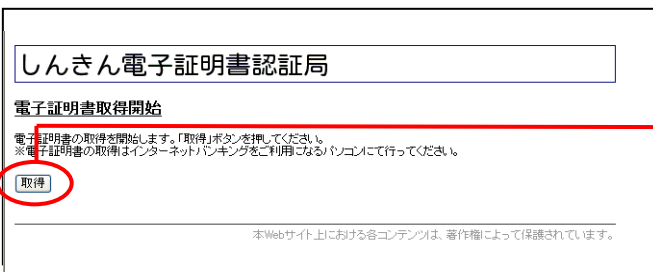 しんきん電子証明書認証局
電子証明書取得開始
電子証明書の取得を開始します。「取得」ボタンを押してください。
※電子証明書の取得はインターネットバンキングをご利用になるパソコンにて行ってください。
取得
本Webサイト上における各コンテンツは、著作権によって保護されています。